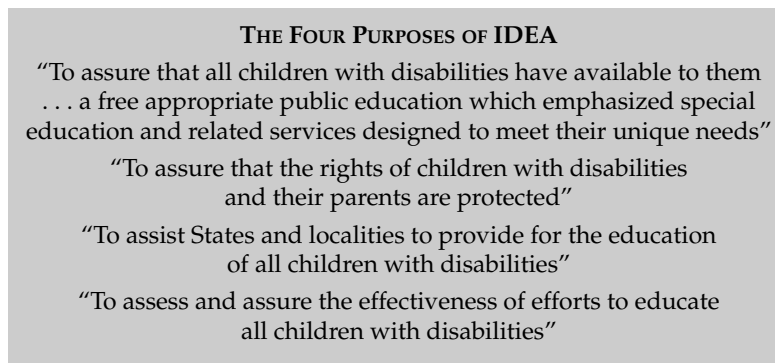 THE FOUR PURPOSES OF IDEA
“To assure that all children with disabilities have available to them
. . . a free appropriate public education which emphasized special
education and related services designed to meet their unique needs”
“To assure that the rights of children with disabilities
and their parents are protected”
“To assist States and localities to provide for the education
of all children with disabilities”
“To assess and assure the effectiveness of efforts to educate
all children with disabilities”